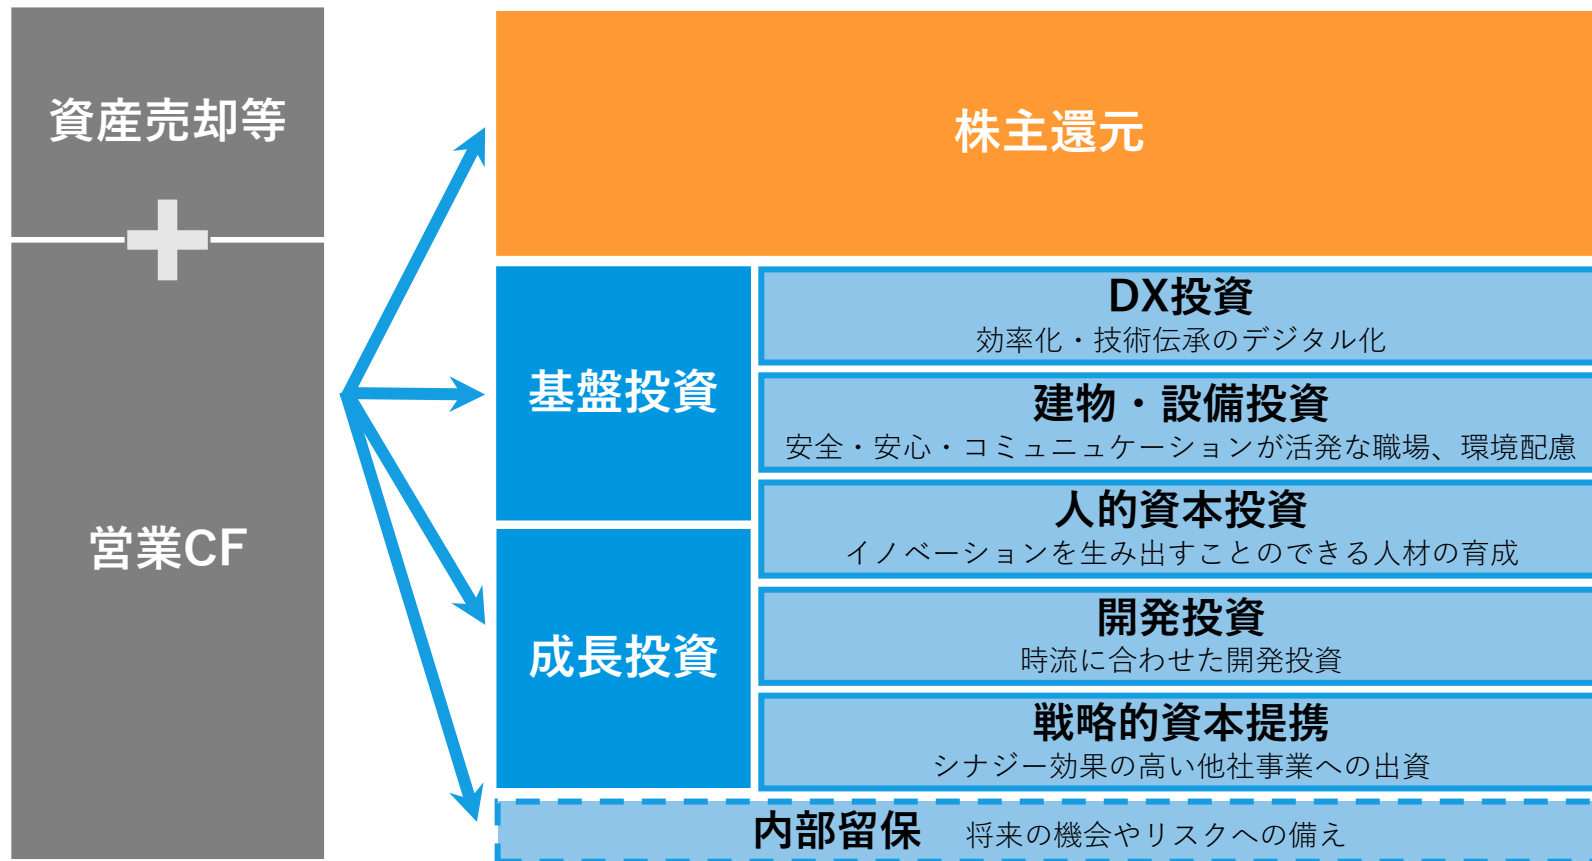 資産売却等
営業CF
株主還元
基盤投資
DX投資
効率化・技術伝承のデジタル化
建物・設備投資
安全・安心・コミュニュケーションが活発な職場、環境配慮
人的資本投資
イノベーションを生み出すことのできる人材の育成
成長投資
開発投資
時流に合わせた開発投資
戦略的資本提携
シナジー効果の高い他社事業への出資
内部留保 将来の機会やリスクへの備え